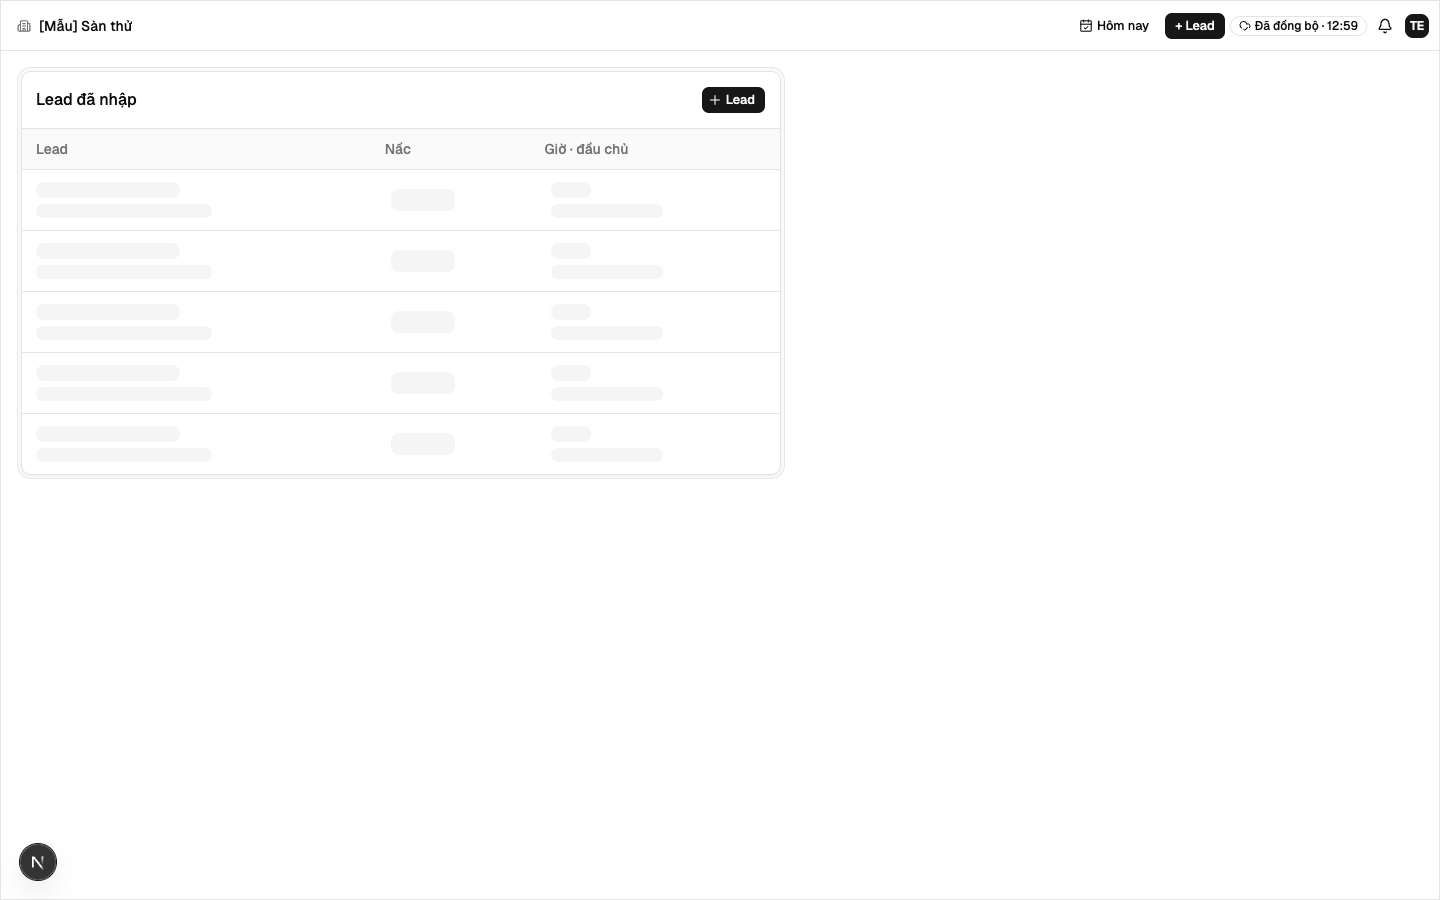 [Mẫu] Sàn thử
Hôm nay
+ Lead
Đã đồng bộ · 12:59
TE
Lead đã nhập
+ Lead
Lead Nấc Giờ · đầu chủ
N